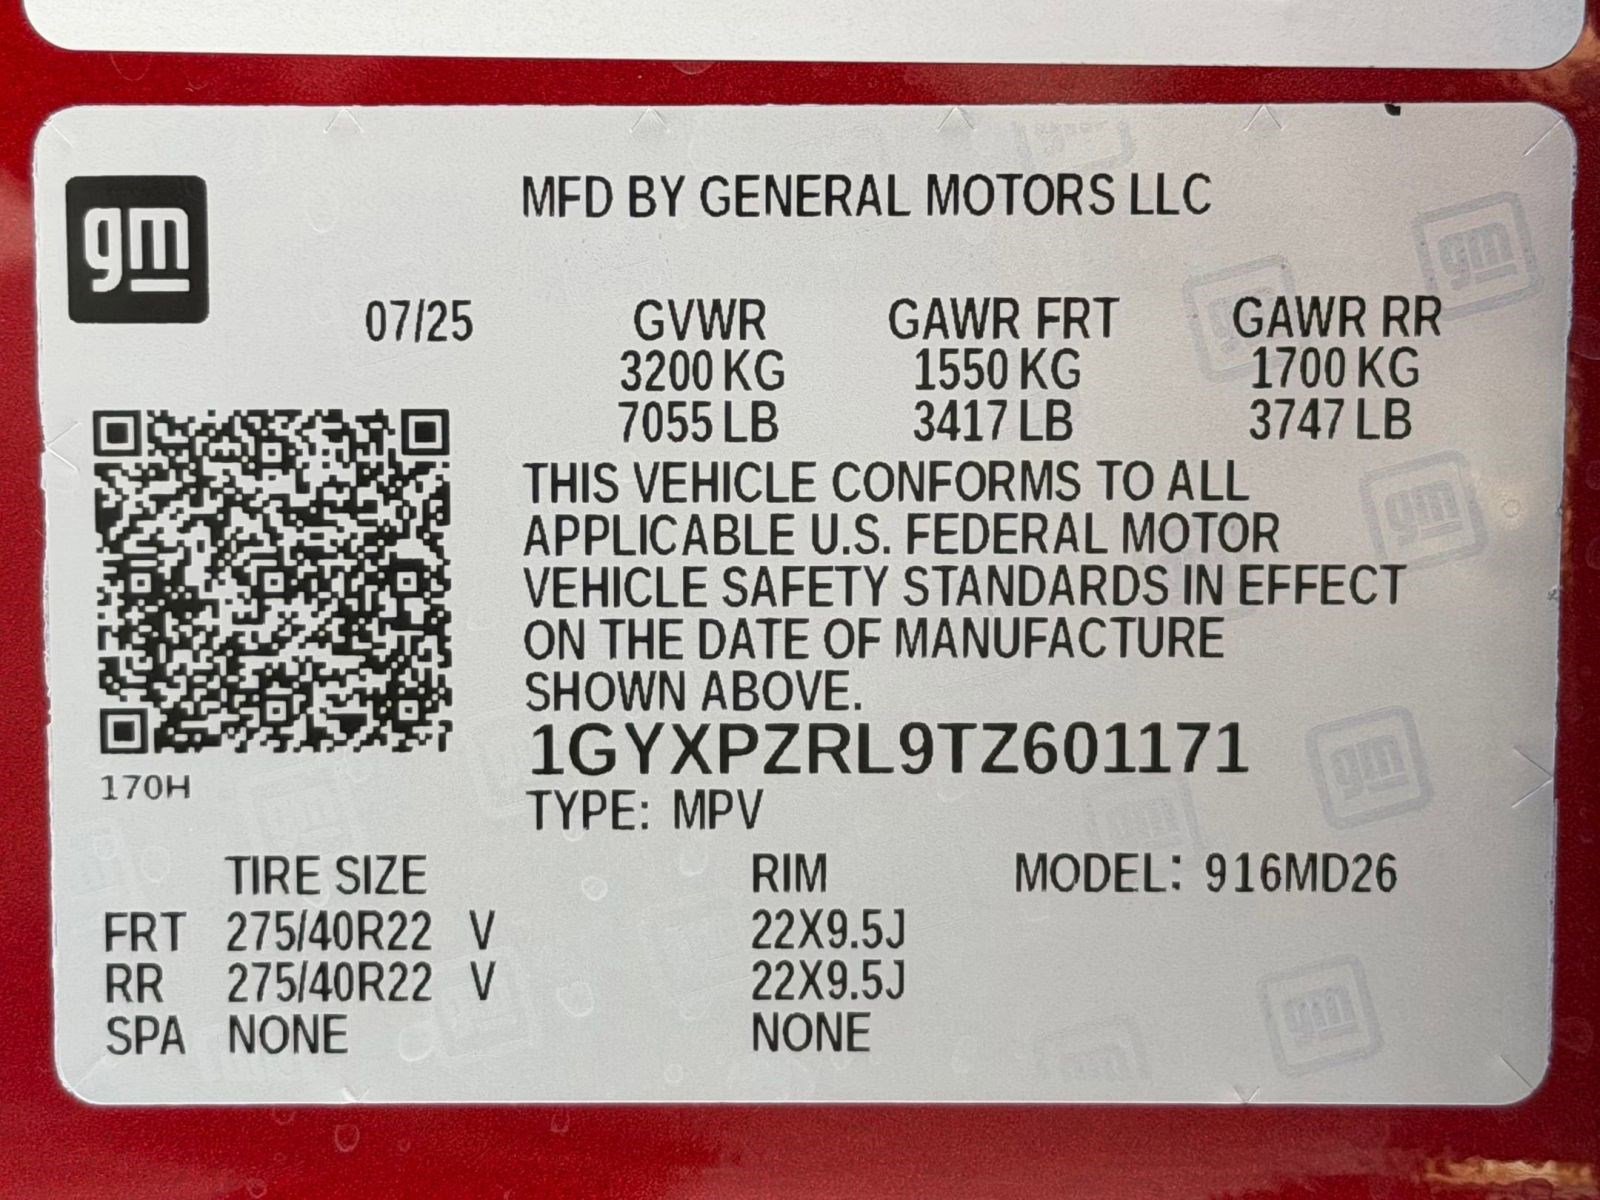 gm
MFD BY GENERAL MOTORS LLC
07/25 GVWR GAWR FRT GAWR RR
3200 KG 1550 KG 1700 KG
7055 LB 3417 LB 3747 LB
THIS VEHICLE CONFORMS TO ALL
APPLICABLE U.S. FEDERAL MOTOR
VEHICLE SAFETY STANDARDS IN EFFECT
ON THE DATE OF MANUFACTURE
SHOWN ABOVE.
1GYXPZRL9TZ601171
170H
TYPE: MPV
TIRE SIZE RIM MODEL: 916MD26
FRT 275/40R22 V 22X9.5J
RR 275/40R22 V 22X9.5J
SPA NONE NONE